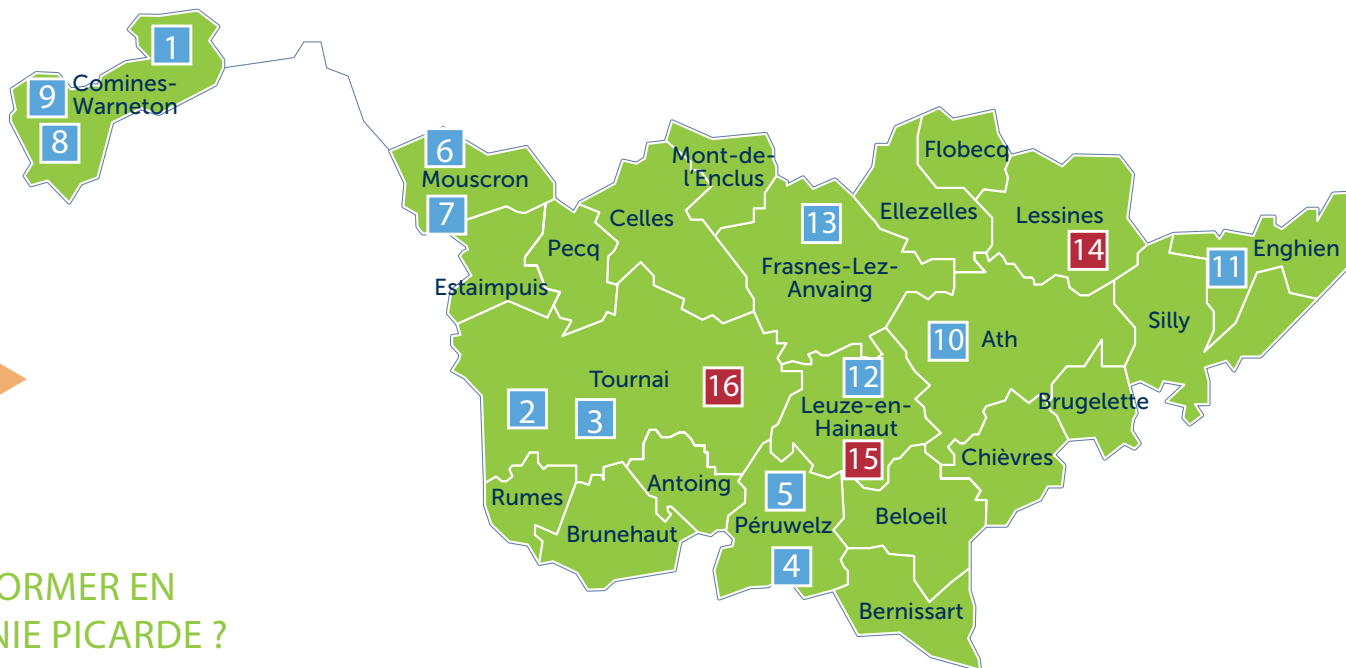 1
9
Comines-
Warneton
8
6
Mouscron
7
Mont-de-
l'Enclus
Flobecq
Celles
13
Ellezelles
Lessines
Pecq
14
Enghien
Frasnes-Lez-
Anvaing
11
Estaimpuis
Silly
10
Ath
Tournai
16
12
Brugelette
2
3
Leuze-en-
Hainaut
15
Chièvres
Antoing
Rumes
5
Péruwelz
Beloeil
Brunehaut
4
Bernissart
ORMER EN
NIE PICARDE ?